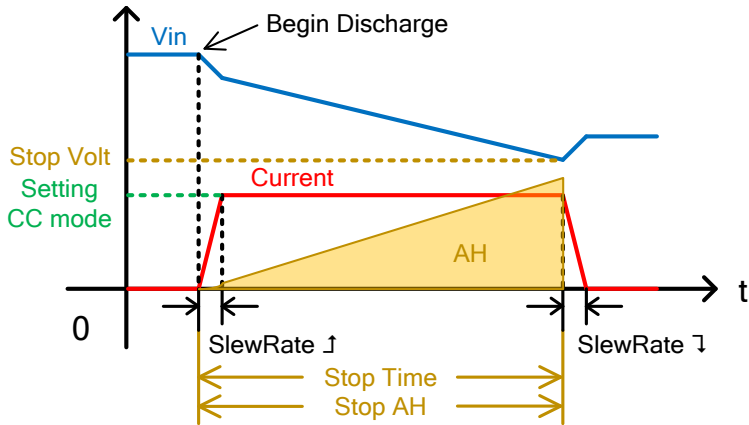 Begin Discharge
Vin
Stop Volt
Setting
CC mode
Current
AH
t
0
SlewRate ↑
SlewRate ↓
Stop Time
Stop AH